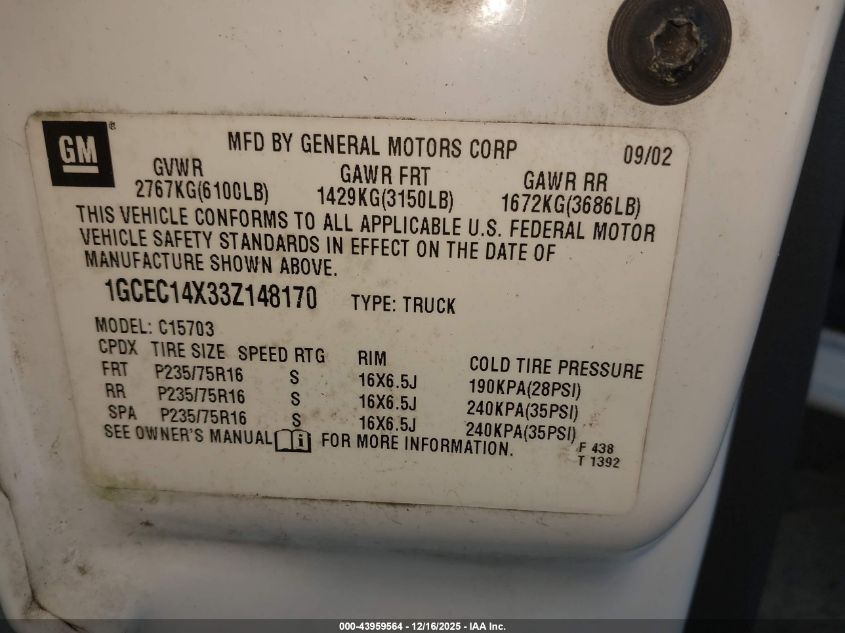 GM®
MFD BY GENERAL MOTORS CORP 09/02
GVWR GAWR FRT GAWR RR
2767KG(6100LB) 1429KG(3150LB) 1672KG(3686LB)
THIS VEHICLE CONFORMS TO ALL APPLICABLE U.S. FEDERAL MOTOR
VEHICLE SAFETY STANDARDS IN EFFECT ON THE DATE OF
MANUFACTURE SHOWN ABOVE.
1GCEC14X33Z148170 TYPE: TRUCK
MODEL: C15703
CPDX TIRE SIZE SPEED RTG RIM COLD TIRE PRESSURE
FRT P235/75R16 S 16X6.5J 190KPA(28PSI)
RR P235/75R16 S 16X6.5J 240KPA(35PSI)
SPA P235/75R16 S 16X6.5J 240KPA(35PSI)
SEE OWNER'S MANUAL i FOR MORE INFORMATION.
F 438
T 1392
000-43959564 - 12/16/2025 - IAA Inc.